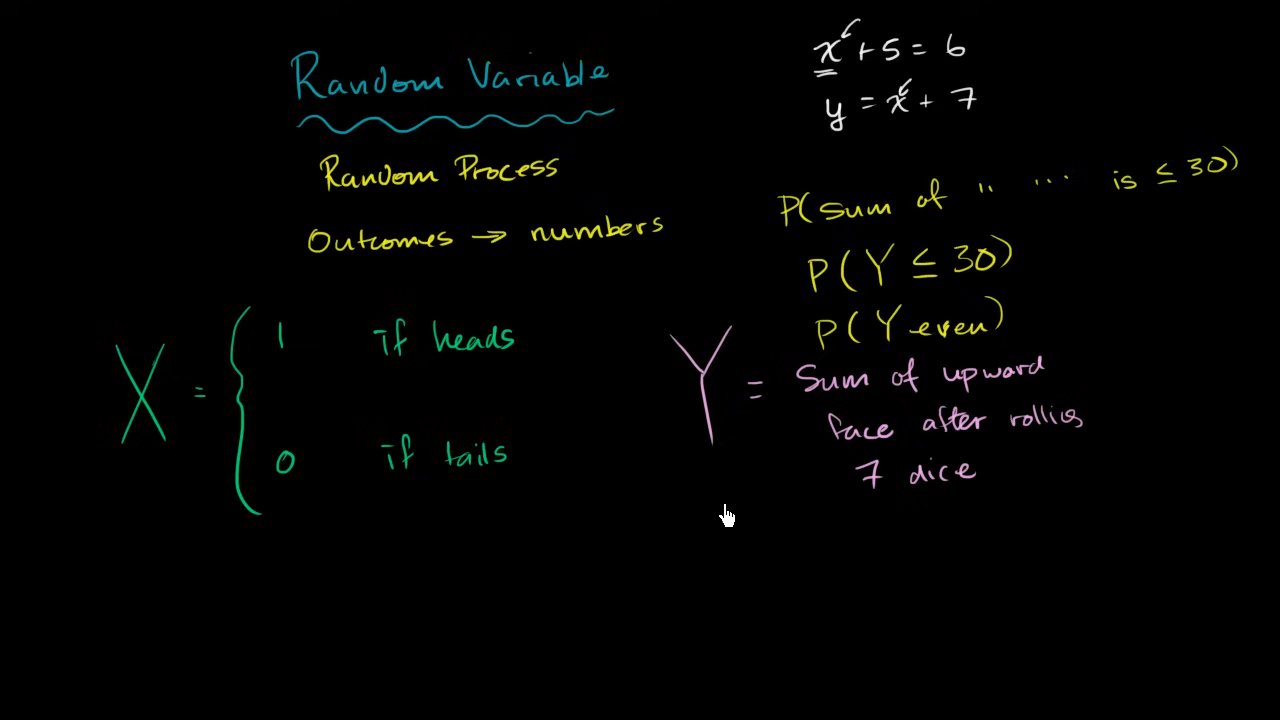 Random Variable
Random Process
Outcomes → numbers
x + 5 = 6
y = x + 7
P(Sum of " ... is ≤ 30)
P(Y ≤ 30)
P(Y even)
X = { 1 if heads
0 if tails
Y = Sum of upward
face after rolling
7 dice